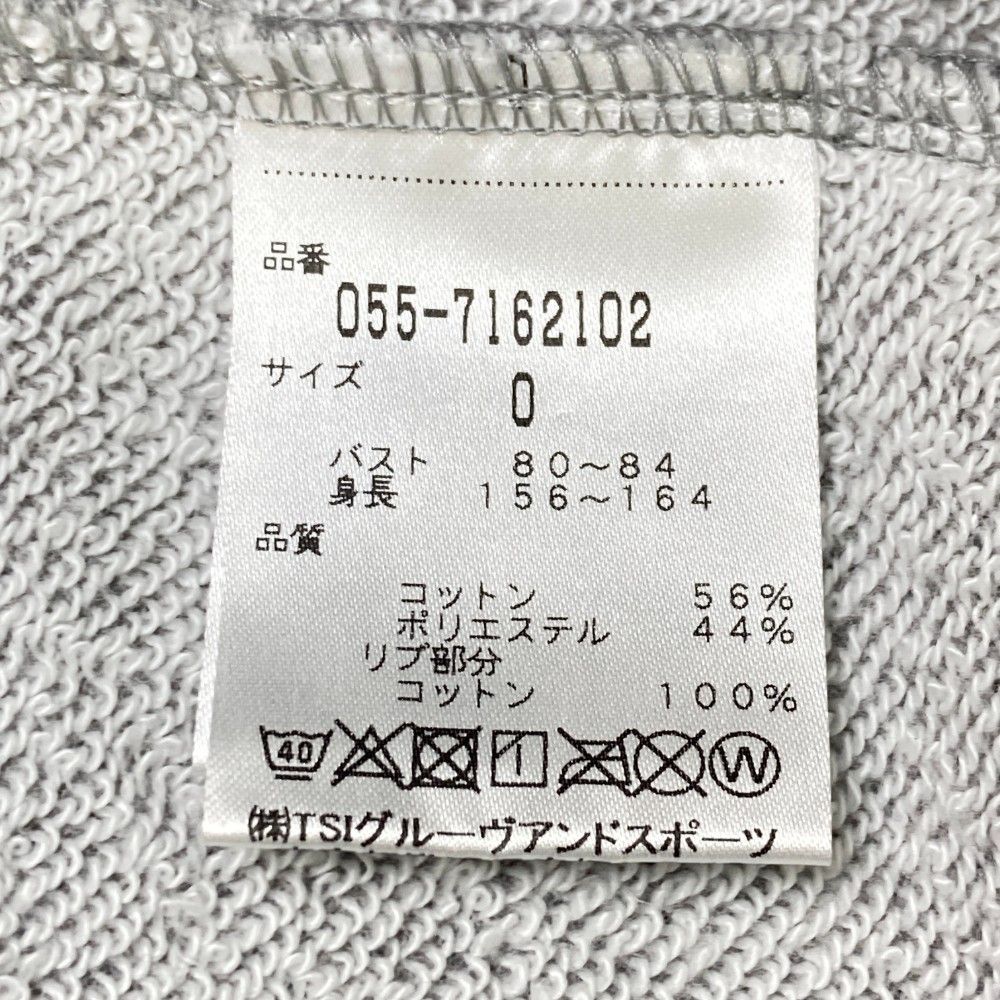 品番
055-7162102
サイズ
0
バスト 80～84
身長 156～164
品質
コットン 56%
ポリエステル 44%
リブ部分
コットン 100%
40 W
㈱TSIグルーヴアンドスポーツ